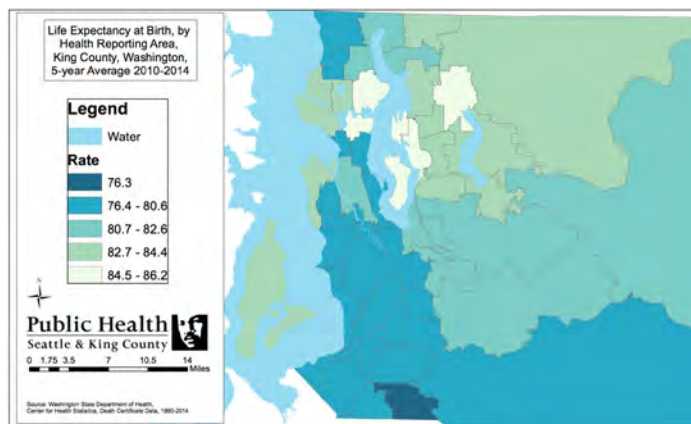 Life Expectancy at Birth, by
Health Reporting Area,
King County, Washington,
5-year Average 2010-2014
Legend
Water
Rate
76.3
76.4 - 80.6
80.7 - 82.6
82.7 - 84.4
84.5 - 86.2
N
Public Health
Seattle & King County
0 1.75 3.5 7 10.5 14
Miles
Source: Washington State Department of Health,
Center for Health Statistics, Death Certificate Data, 1990-2014